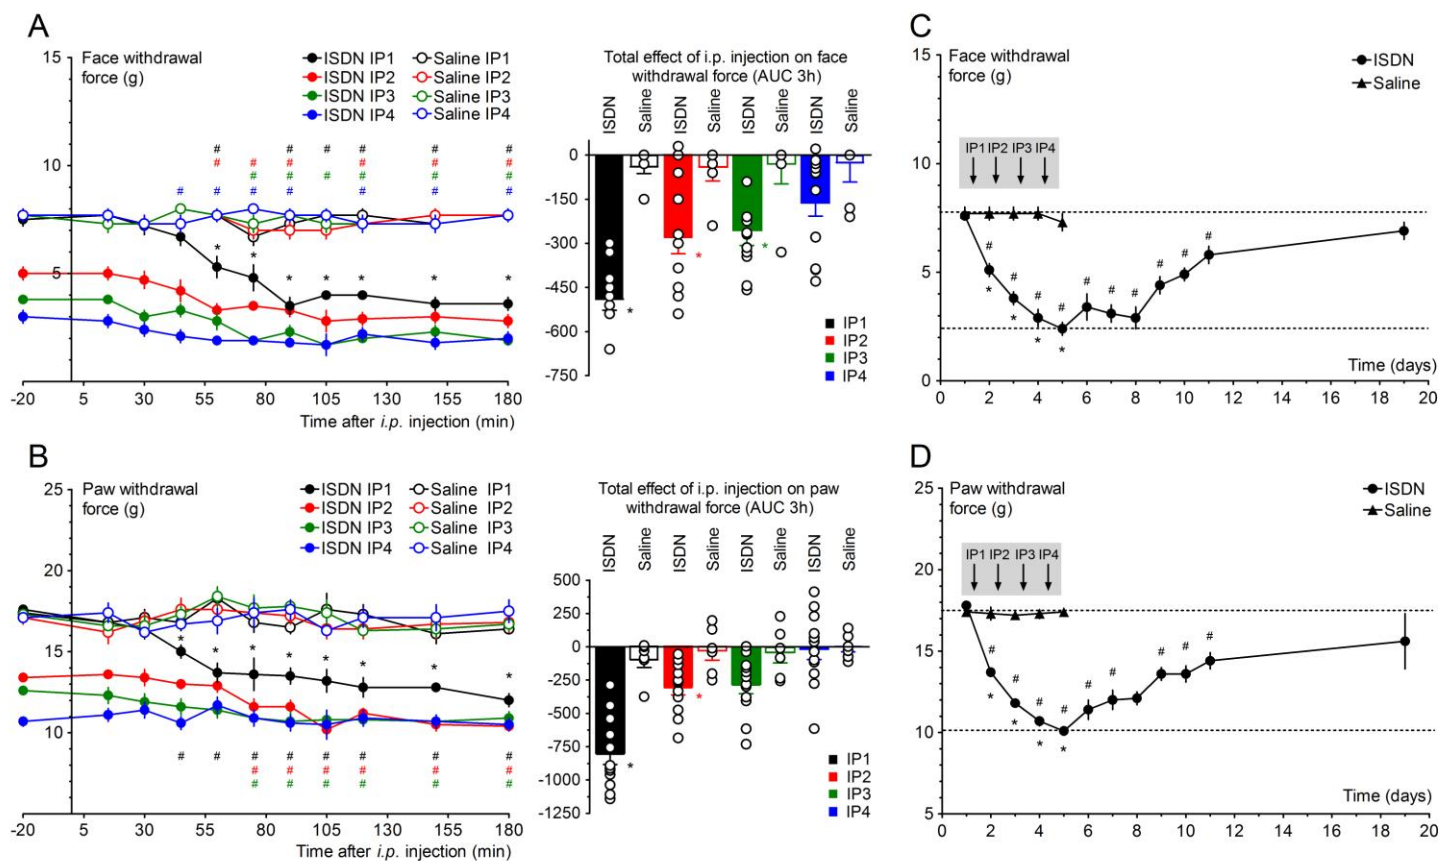 A
Face withdrawal
force (g)
ISDN IP1
ISDN IP2
ISDN IP3
ISDN IP4
Saline IP1
Saline IP2
Saline IP3
Saline IP4
15
10
5
# # # # #
# # # # #
# # # # # #
# # # # # #
* * * * * * *
-20 5 30 55 80 105 130 155 180
Time after i.p. injection (min)
Total effect of i.p. injection on face
withdrawal force (AUC 3h)
ISDN
Saline
ISDN
Saline
ISDN
Saline
ISDN
Saline
0
-150
-300
-450
-600
-750
* * *
IP1
IP2
IP3
IP4
C
Face withdrawal
force (g)
ISDN
Saline
IP1 IP2 IP3 IP4
15
10
5
0
# # # # # # # # # #
* * * *
Time (days)
0 2 4 6 8 10 12 14 16 18 20
B
Paw withdrawal
force (g)
ISDN IP1
ISDN IP2
ISDN IP3
ISDN IP4
Saline IP1
Saline IP2
Saline IP3
Saline IP4
25
20
15
10
* * * * * * * *
# # # # # # # #
# # # # # #
# # # # # #
-20 5 30 55 80 105 130 155 180
Time after i.p. injection (min)
Total effect of i.p. injection on paw
withdrawal force (AUC 3h)
ISDN
Saline
ISDN
Saline
ISDN
Saline
ISDN
Saline
500
250
0
-250
-500
-750
-1000
-1250
* *
IP1
IP2
IP3
IP4
D
Paw withdrawal
force (g)
ISDN
Saline
IP1 IP2 IP3 IP4
25
20
15
10
5
# # # # # # # # #
* * * *
Time (days)
0 2 4 6 8 10 12 14 16 18 20